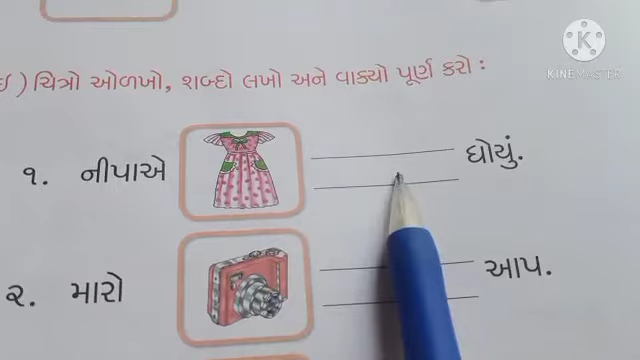 ઈ) ચિત્રો ઓળખો, શબ્દો લખો અને વાક્યો પૂર્ણ કરો :
KINEMASTER
૧. નીપાએ ધોયું.
૨. મારો આપ.